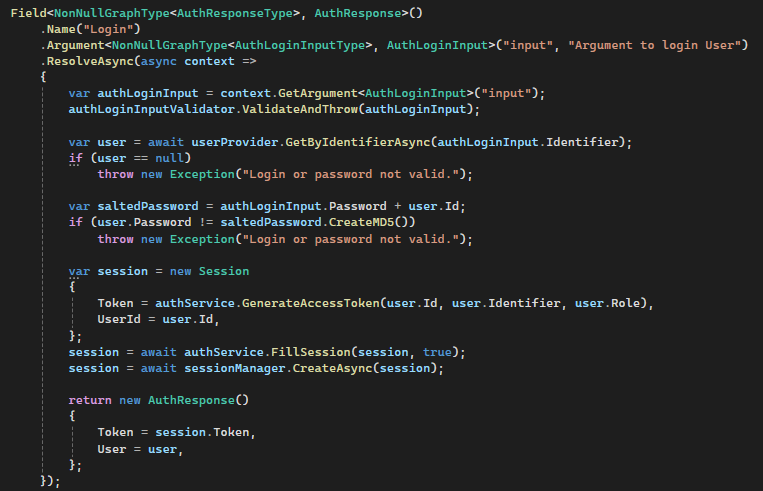 Field<NonNullGraphType<AuthResponseType>, AuthResponse>()
    .Name("Login")
    .Argument<NonNullGraphType<AuthLoginInputType>, AuthLoginInput>("input", "Argument to login User")
    .ResolveAsync(async context =>
    {
        var authLoginInput = context.GetArgument<AuthLoginInput>("input");
        authLoginInputValidator.ValidateAndThrow(authLoginInput);

        var user = await userProvider.GetByIdentifierAsync(authLoginInput.Identifier);
        if (user == null)
            throw new Exception("Login or password not valid.");

        var saltedPassword = authLoginInput.Password + user.Id;
        if (user.Password != saltedPassword.CreateMD5())
            throw new Exception("Login or password not valid.");

        var session = new Session
        {
            Token = authService.GenerateAccessToken(user.Id, user.Identifier, user.Role),
            UserId = user.Id,
        };
        session = await authService.FillSession(session, true);
        session = await sessionManager.CreateAsync(session);

        return new AuthResponse()
        {
            Token = session.Token,
            User = user,
        };
    });